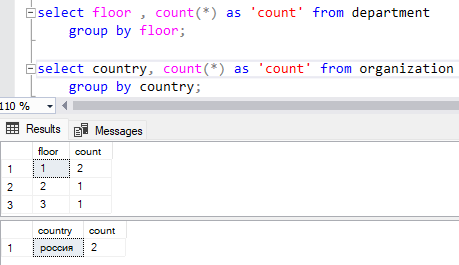 select floor , count(*) as 'count' from department
group by floor;
select country, count(*) as 'count' from organization
group by country;
110 %
Results Messages
floor count
1 1 2
2 2 1
3 3 1
country count
1 россия 2